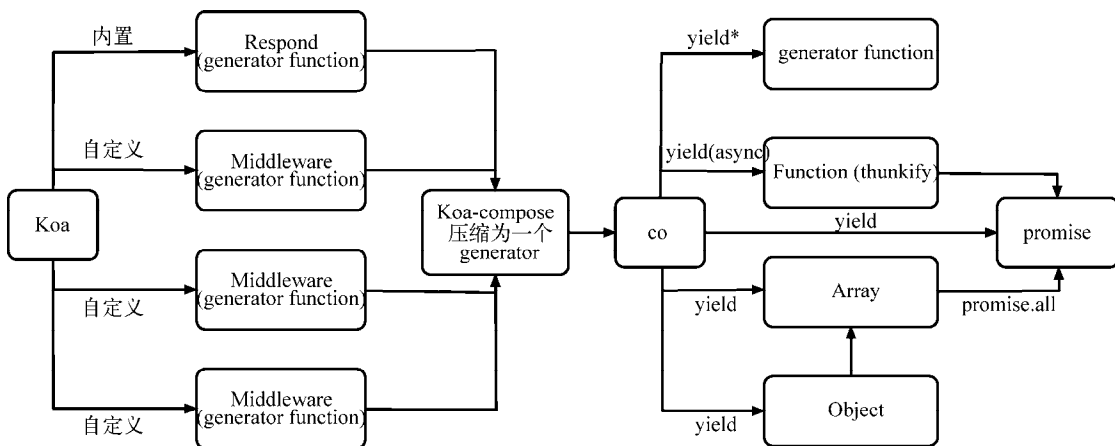 内置
Respond
(generator function)
自定义
Middleware
(generator function)
Koa
Middleware
(generator function)
自定义
Middleware
(generator function)
自定义
Koa-compose
压缩为一个
generator
co
yield*
generator function
yield(async)
Function (thunkify)
yield
promise
yield
Array
promise.all
yield
Object